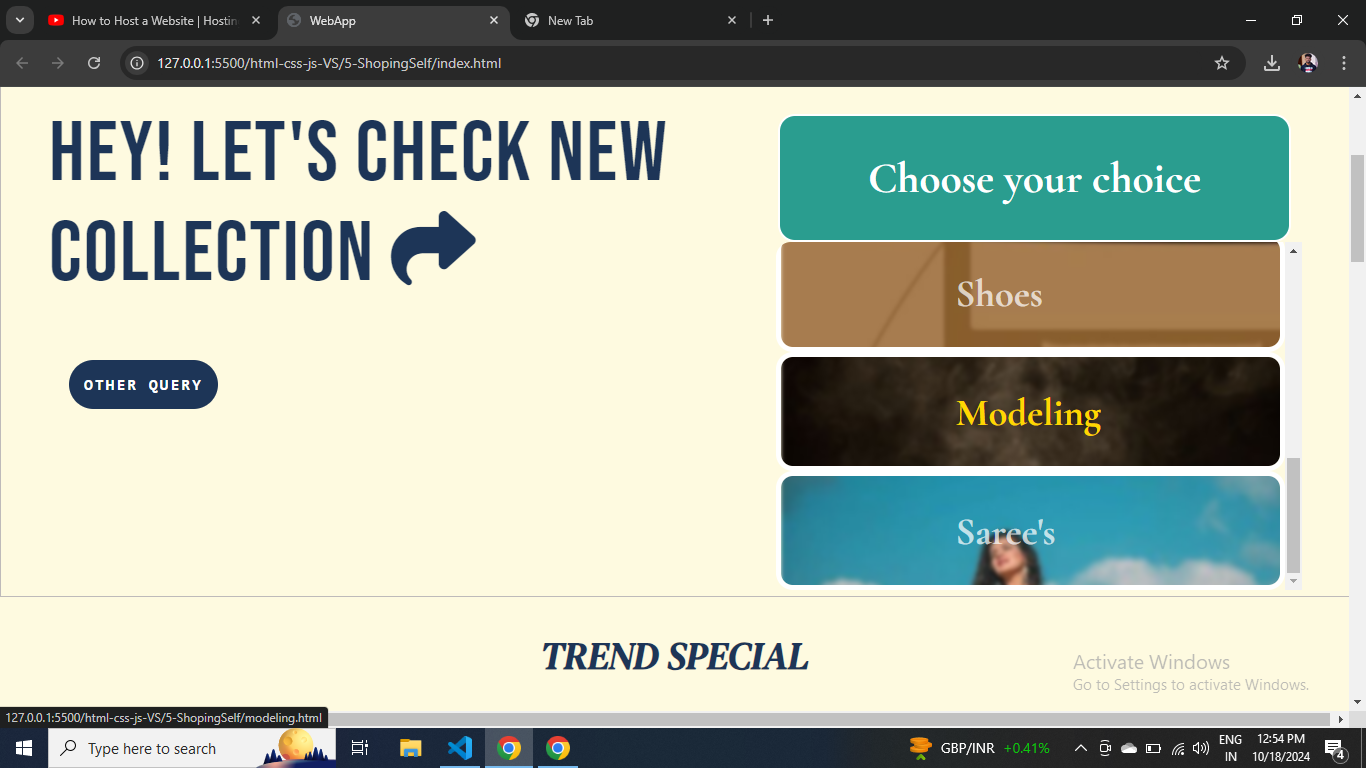 How to Host a Website | Hostin
WebApp
New Tab
127.0.0.1:5500/html-css-js-VS/5-ShopingSelf/index.html
HEY! LET'S CHECK NEW
COLLECTION
OTHER QUERY
Choose your choice
Shoes
Modeling
Saree's
TREND SPECIAL
Activate Windows
Go to Settings to activate Windows.
127.0.0.1:5500/html-css-js-VS/5-ShopingSelf/modeling.html
Type here to search
GBP/INR +0.41%
ENG
IN
12:54 PM
10/18/2024
4